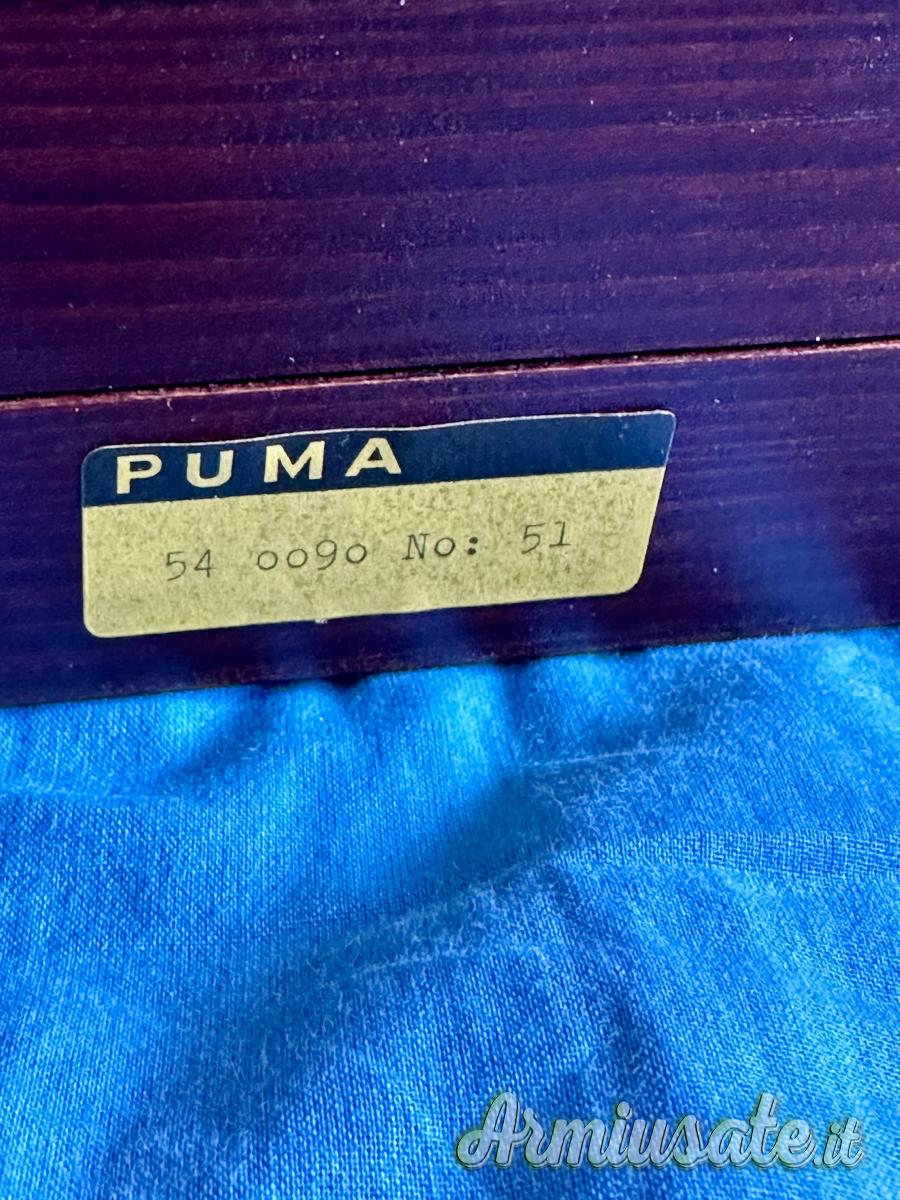 PUMA
54 0090 No: 51
Armiusate.it